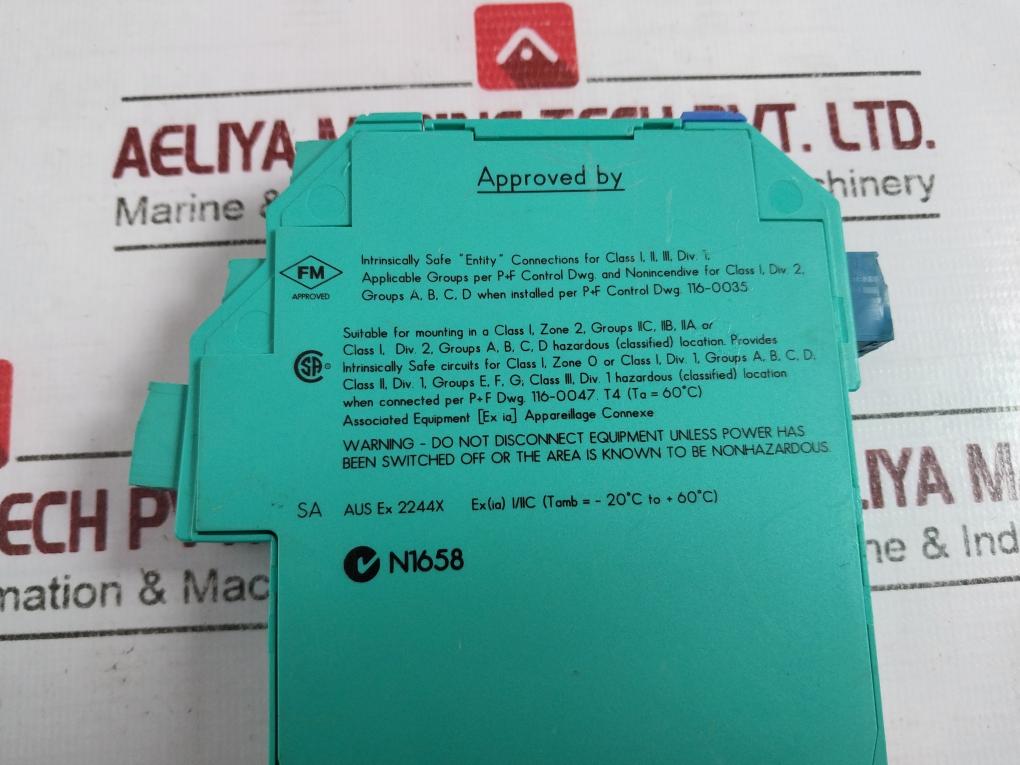 AELIYA MARINE TECH PVT. LTD.
Marine & chinery
Approved by
FM
APPROVED
Intrinsically Safe "Entity" Connections for Class I, II, III, Div. 1,
Applicable Groups per P+F Control Dwg. and Nonincendive for Class I, Div. 2,
Groups A, B, C, D when installed per P+F Control Dwg. 116-0035
SA
Suitable for mounting in a Class I, Zone 2, Groups IIC, IIB, IIA or
Class I, Div. 2, Groups A, B, C, D hazardous (classified) location. Provides
Intrinsically Safe circuits for Class I, Zone 0 or Class I, Div. 1, Groups A, B, C, D,
Class II, Div. 1, Groups E, F, G, Class III, Div. 1 hazardous (classified) location
when connected per P+F Dwg. 116-0047. T4 (Ta = 60°C)
Associated Equipment [Ex ia] Appareillage Connexe
WARNING - DO NOT DISCONNECT EQUIPMENT UNLESS POWER HAS
BEEN SWITCHED OFF OR THE AREA IS KNOWN TO BE NONHAZARDOUS.
SA AUS Ex 2244X Ex(ia) I/IIC (Tamb = - 20°C to + 60°C)
N1658
ECH PV
mation & Mac
LIYA MA
ne & Ind